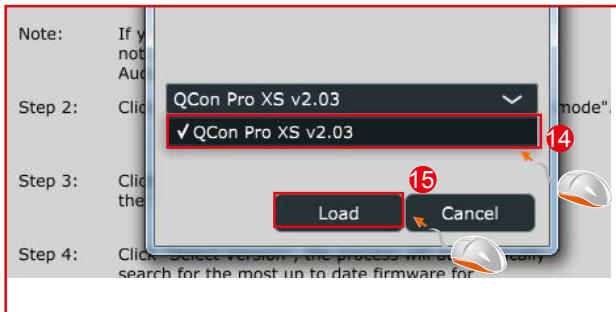 Note: If y
not
Aud
QCon Pro XS v2.03
Step 2: Clic mode".
✓ QCon Pro XS v2.03
14
Step 3: Clic
the
15
Load Cancel
Step 4: Click "Select Version", the process will automatically
search for the most up to date firmware for